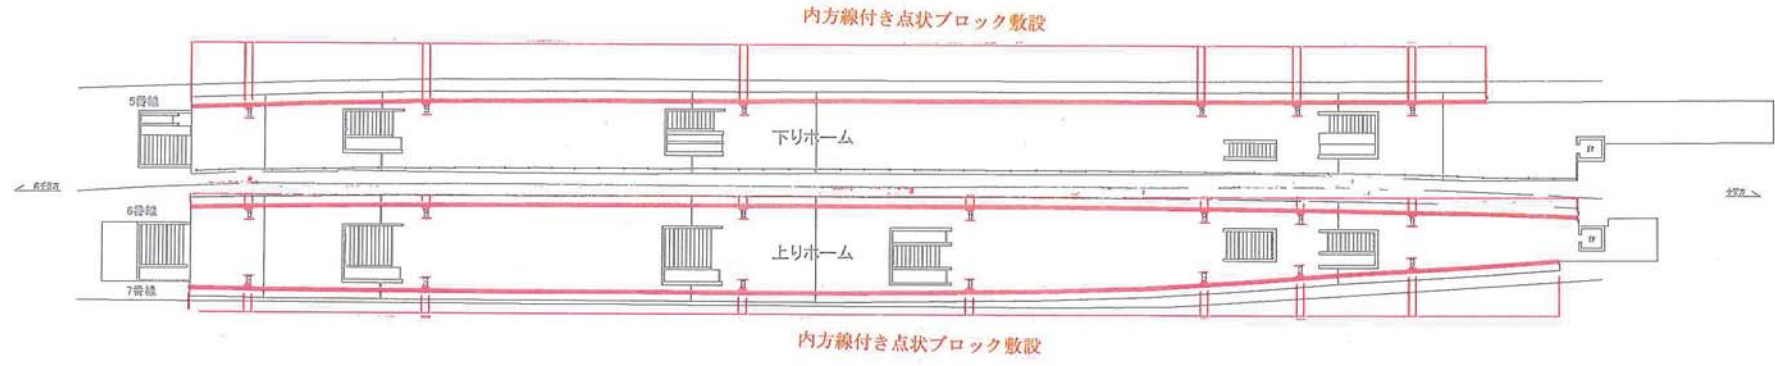 内方線付き点状ブロック敷設
5番線
下りホーム
6番線
上りホーム
7番線
内方線付き点状ブロック敷設